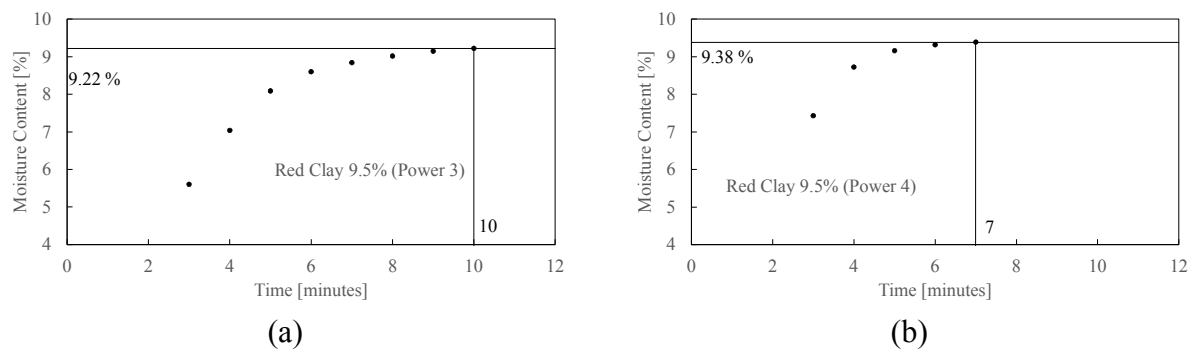 10
9
8
7
6
5
4
9.22 %
Red Clay 9.5% (Power 3)
10
0 2 4 6 8 10 12
Moisture Content [%]
Time [minutes]
(a)
10
9
8
7
6
5
4
9.38 %
Red Clay 9.5% (Power 4)
7
0 2 4 6 8 10 12
Moisture Content [%]
Time [minutes]
(b)